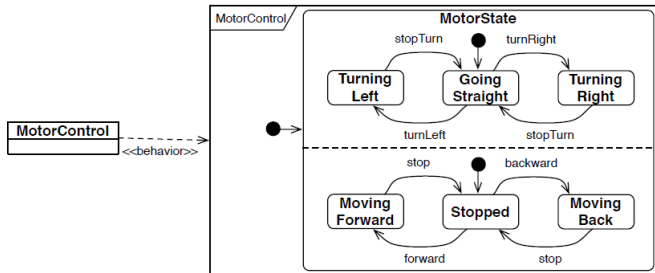 MotorControl
MotorState
stopTurn
turnRight
Turning
Left
Going
Straight
Turning
Right
turnLeft
stopTurn
MotorControl
<<behavior>>
stop
backward
Moving
Forward
Stopped
Moving
Back
forward
stop